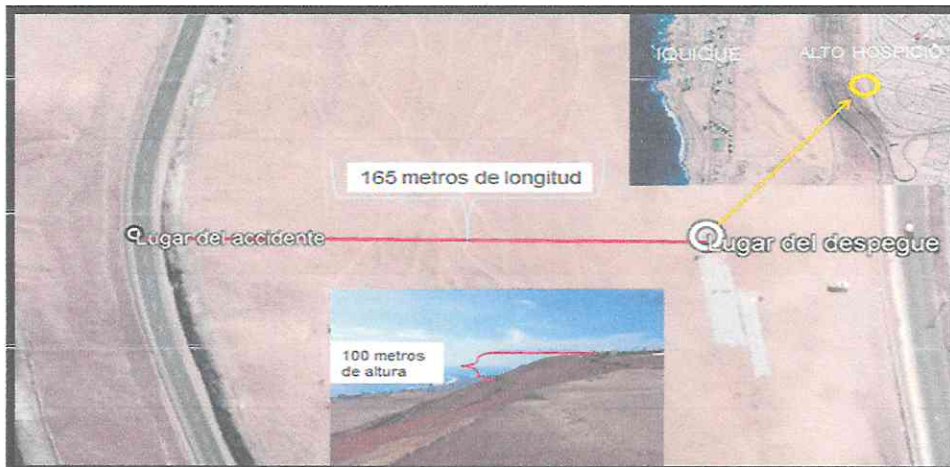 IQUIQUE
ALTO HOSPICIO
165 metros de longitud
Lugar del accidente
Lugar del despegue
100 metros
de altura